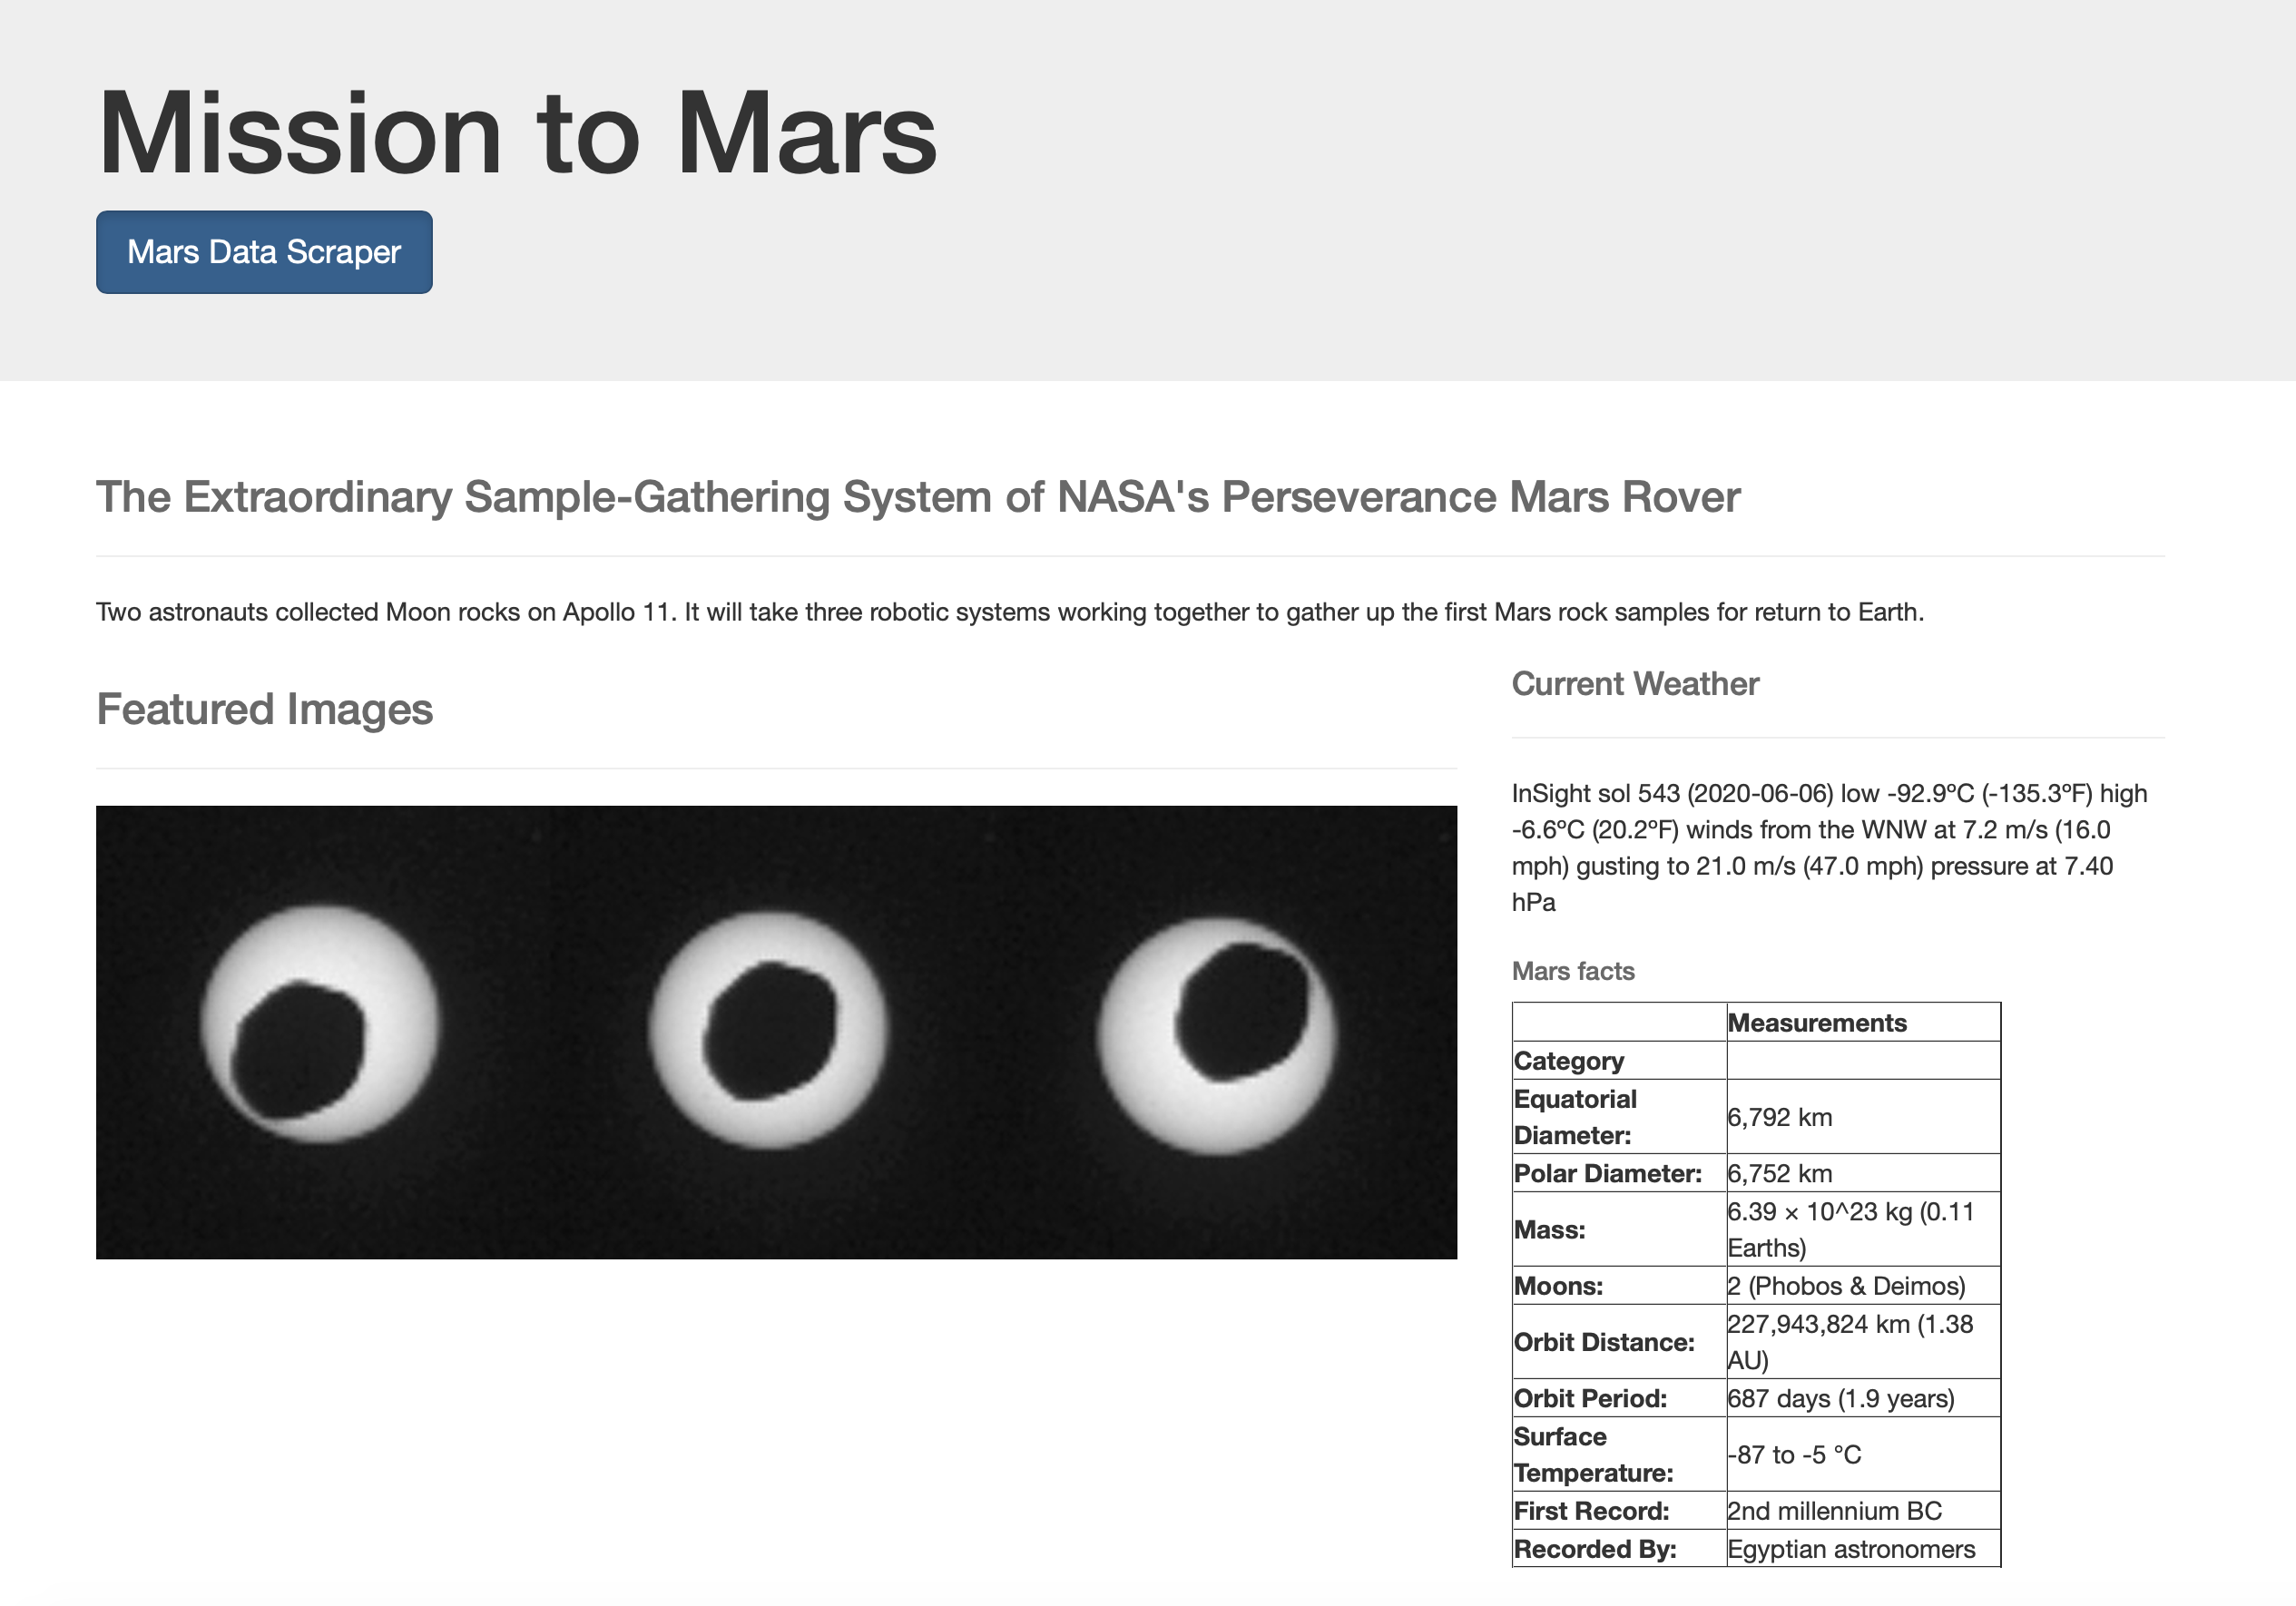 Mission to Mars
Mars Data Scraper
The Extraordinary Sample-Gathering System of NASA's Perseverance Mars Rover
Two astronauts collected Moon rocks on Apollo 11. It will take three robotic systems working together to gather up the first Mars rock samples for return to Earth.
Featured Images
Current Weather
InSight sol 543 (2020-06-06) low -92.9ºC (-135.3ºF) high
-6.6ºC (20.2ºF) winds from the WNW at 7.2 m/s (16.0
mph) gusting to 21.0 m/s (47.0 mph) pressure at 7.40
hPa
Mars facts
Measurements
Category
Equatorial
Diameter:
6,792 km
Polar Diameter: 6,752 km
Mass:
6.39 × 10^23 kg (0.11
Earths)
Moons: 2 (Phobos & Deimos)
Orbit Distance:
227,943,824 km (1.38
AU)
Orbit Period: 687 days (1.9 years)
Surface
Temperature:
-87 to -5 °C
First Record: 2nd millennium BC
Recorded By: Egyptian astronomers